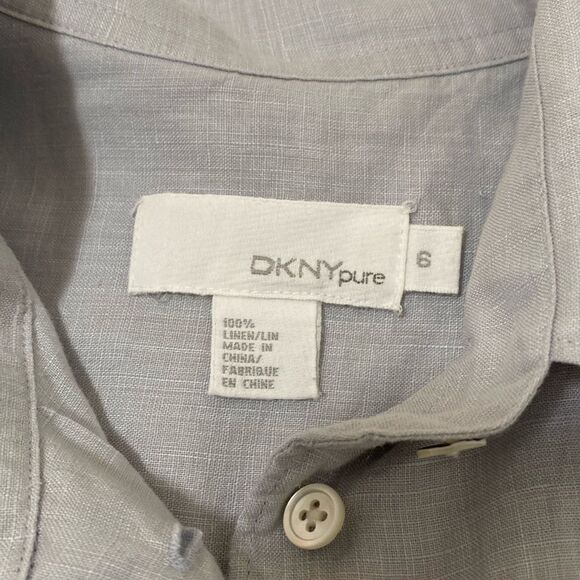 DKNYpure
6
100%
LINEN/LIN
MADE IN
CHINA/
FABRIQUE
EN CHINE